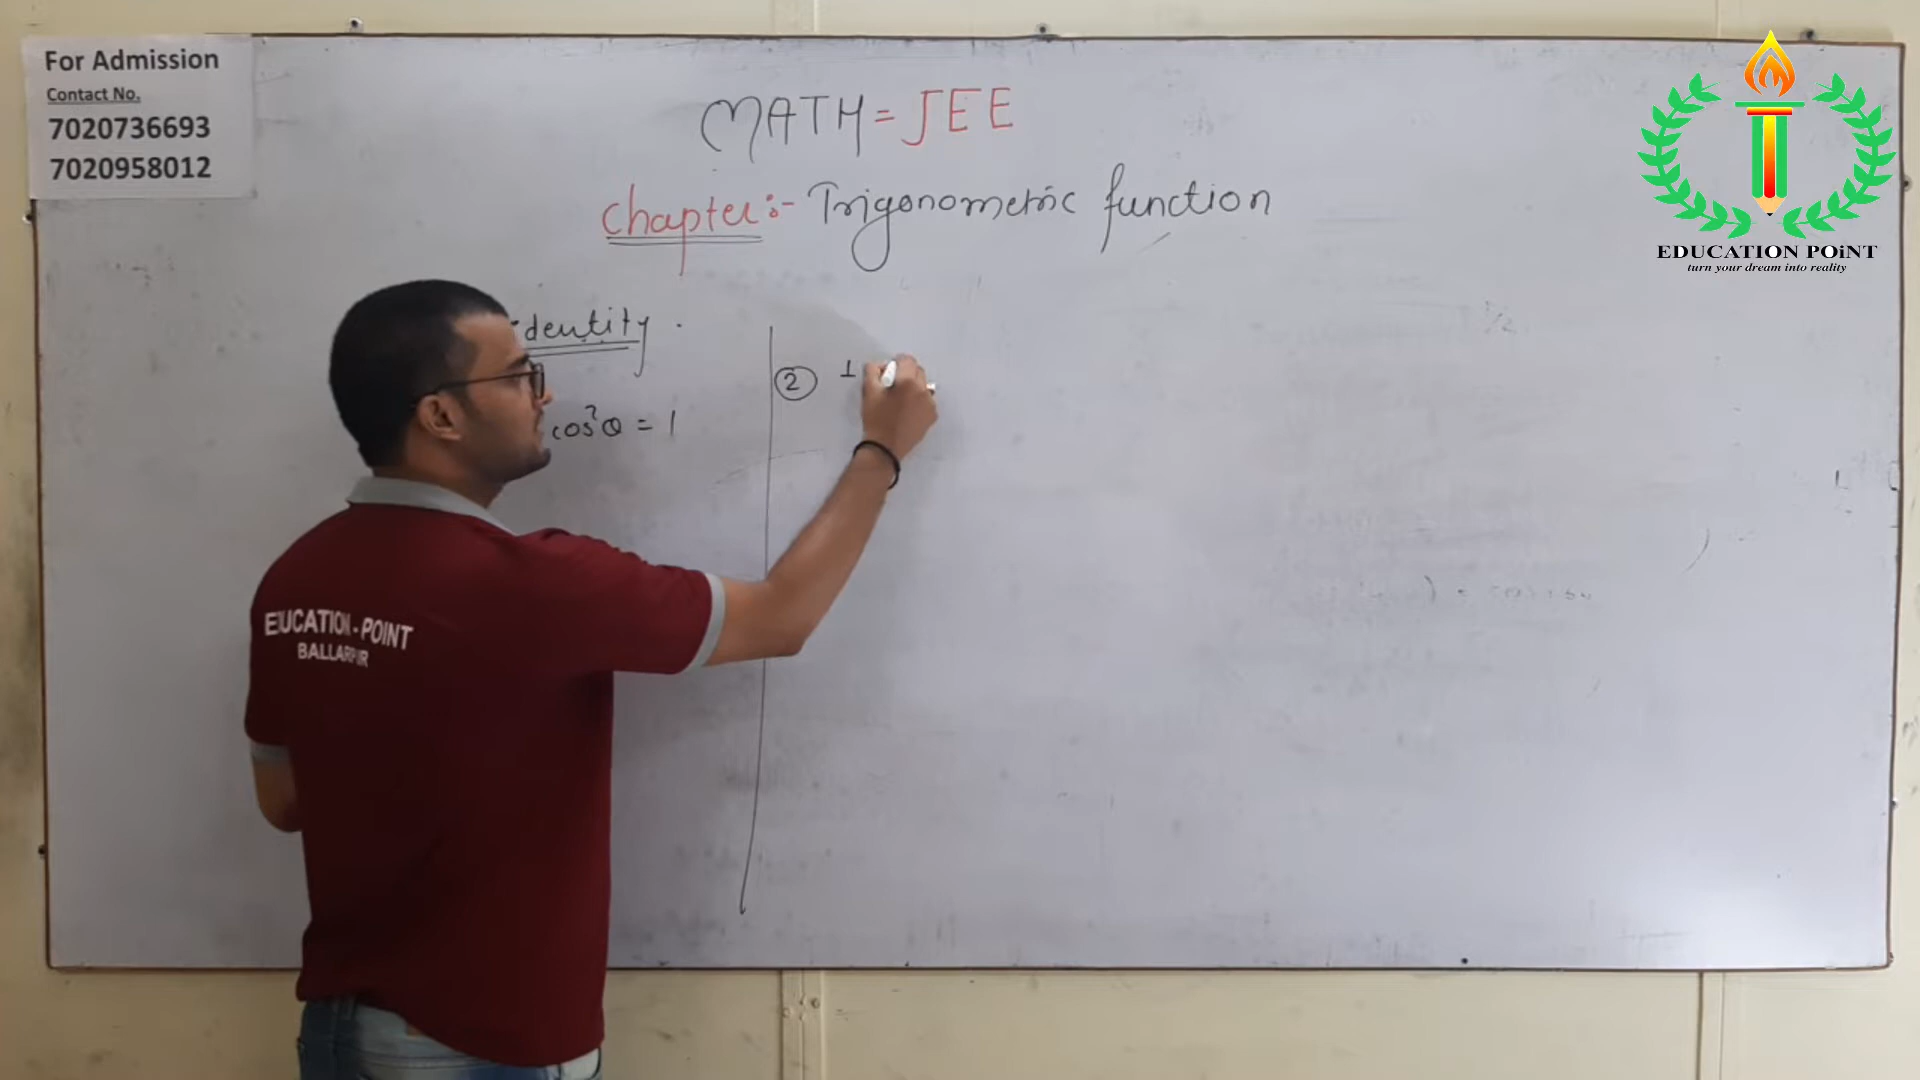 For Admission
Contact No.
7020736693
7020958012
MATH = JEE
Chapter:- Trigonometric function
EDUCATION POiNT
turn your dream into reality
dentity
cos²θ = 1
② 1
EDUCATION-POINT
BALLARPUR